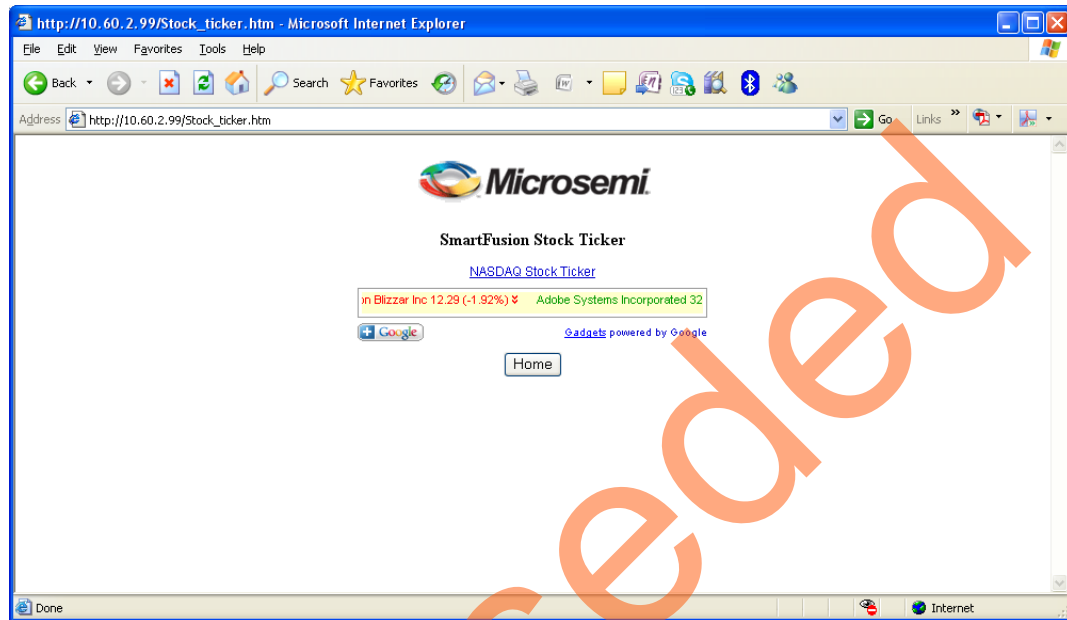 http://10.60.2.99/Stock_ticker.htm - Microsoft Internet Explorer
File Edit View Favorites Tools Help
Back Search Favorites
Address http://10.60.2.99/Stock_ticker.htm Go Links »
Microsemi
SmartFusion Stock Ticker
NASDAQ Stock Ticker
on Blizzar Inc 12.29 (-1.92%) Adobe Systems Incorporated 32
Google Gadgets powered by Google
Home
Done Internet
seded